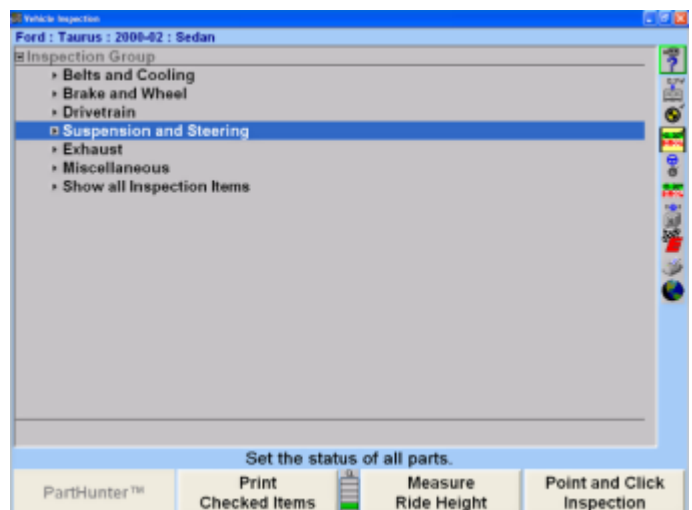 Vehicle Inspection
Ford : Taurus : 2000-02 : Sedan
Inspection Group
Belts and Cooling
Brake and Wheel
Drivetrain
Suspension and Steering
Exhaust
Miscellaneous
Show all Inspection Items
Set the status of all parts.
PartHunter™
Print
Checked Items
Measure
Ride Height
Point and Click
Inspection